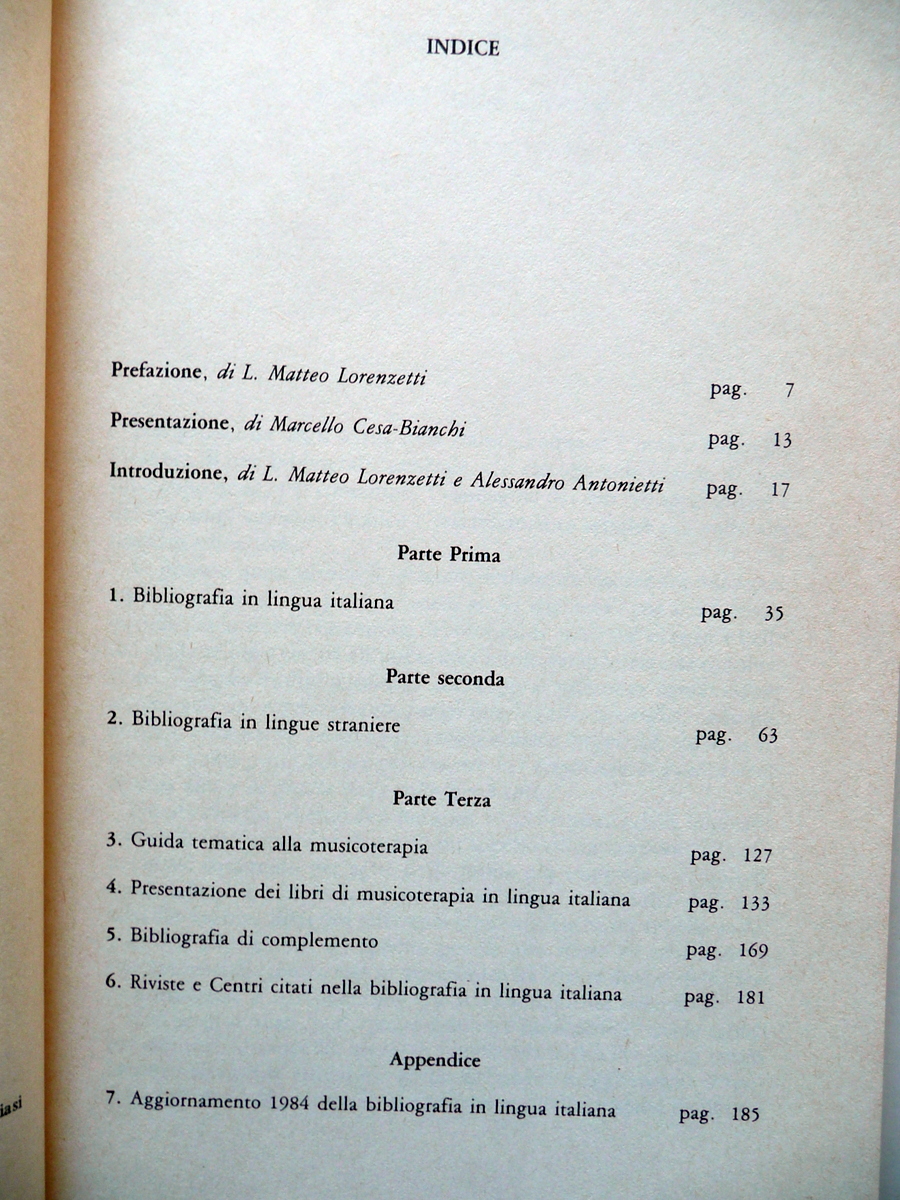 INDICE
Prefazione, di L. Matteo Lorenzetti pag. 7
Presentazione, di Marcello Cesa-Bianchi pag. 13
Introduzione, di L. Matteo Lorenzetti e Alessandro Antonietti pag. 17
Parte Prima
1. Bibliografia in lingua italiana pag. 35
Parte seconda
2. Bibliografia in lingue straniere pag. 63
Parte Terza
3. Guida tematica alla musicoterapia pag. 127
4. Presentazione dei libri di musicoterapia in lingua italiana pag. 133
5. Bibliografia di complemento pag. 169
6. Riviste e Centri citati nella bibliografia in lingua italiana pag. 181
Appendice
7. Aggiornamento 1984 della bibliografia in lingua italiana pag. 185